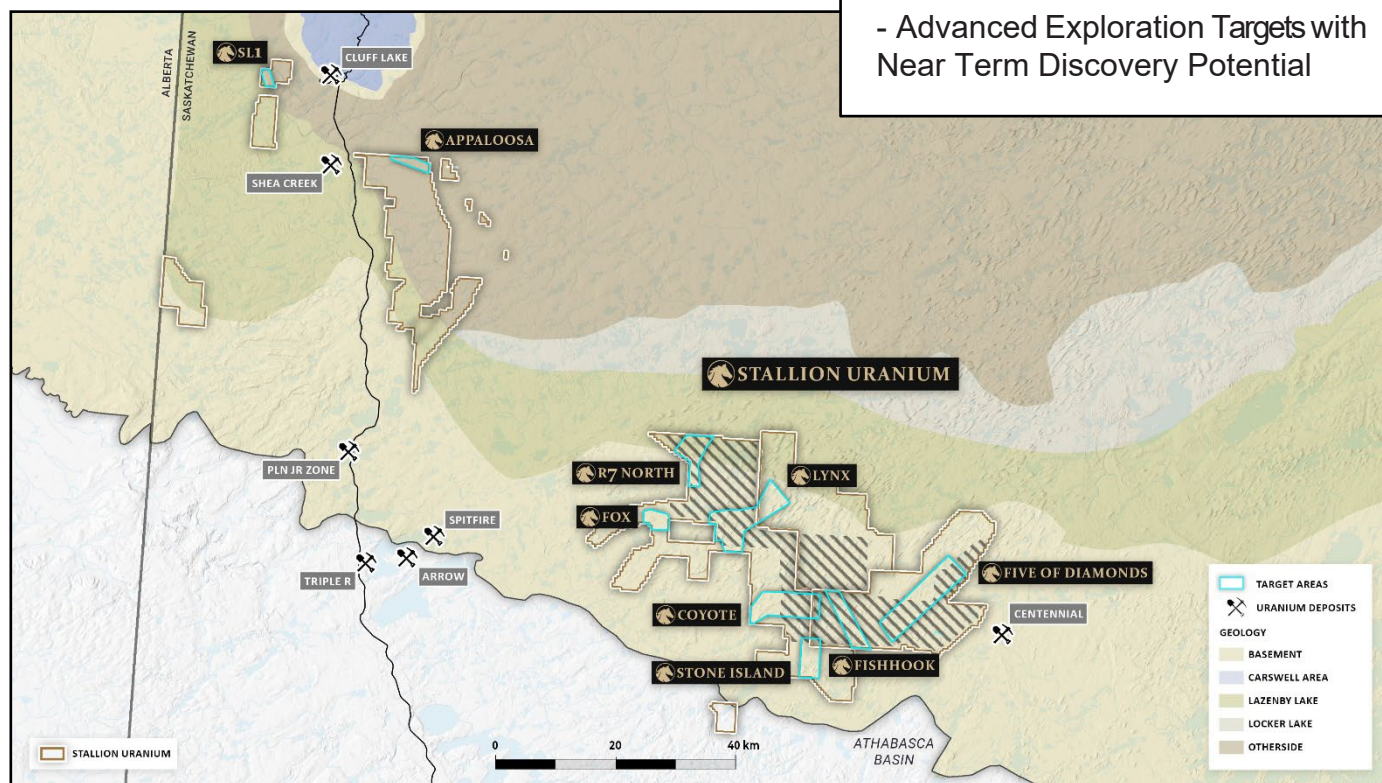 - Advanced Exploration Targets with
Near Term Discovery Potential
ALBERTA
SASKATCHEWAN
SL1
CLUFF LAKE
APPALOOSA
SHEA CREEK
STALLION URANIUM
R7 NORTH
LYNX
PLN JR ZONE
FOX
SPITFIRE
TRIPLE R
ARROW
FIVE OF DIAMONDS
COYOTE
CENTENNIAL
STONE ISLAND
FISHHOOK
ATHABASCA
BASIN
0 20 40 km
STALLION URANIUM
TARGET AREAS
URANIUM DEPOSITS
GEOLOGY
BASEMENT
CARSWELL AREA
LAZENBY LAKE
LOCKER LAKE
OTHERSIDE